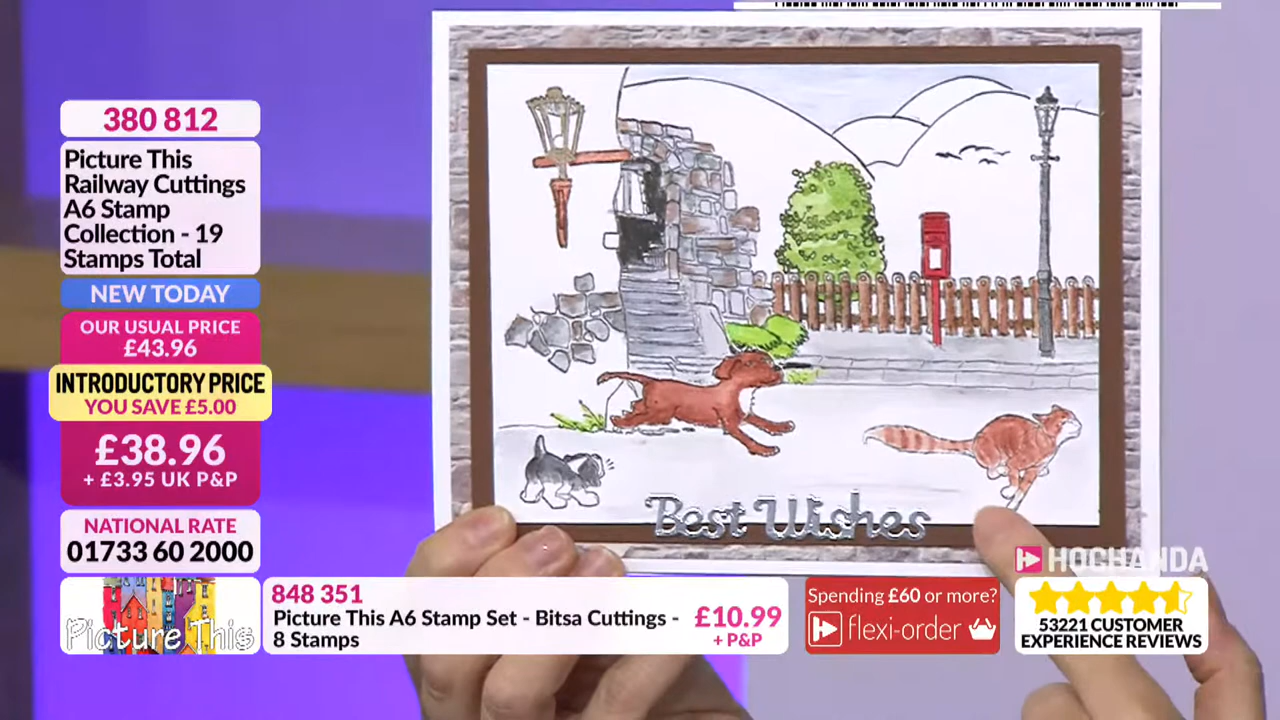 380 812
Picture This
Railway Cuttings
A6 Stamp
Collection - 19
Stamps Total
NEW TODAY
OUR USUAL PRICE
£43.96
INTRODUCTORY PRICE
YOU SAVE £5.00
£38.96
+ £3.95 UK P&P
NATIONAL RATE
01733 60 2000
Best Wishes
HOCHANDA
Picture This
848 351
Picture This A6 Stamp Set - Bitsa Cuttings -
8 Stamps
£10.99
+ P&P
Spending £60 or more?
flexi-order
53221 CUSTOMER
EXPERIENCE REVIEWS